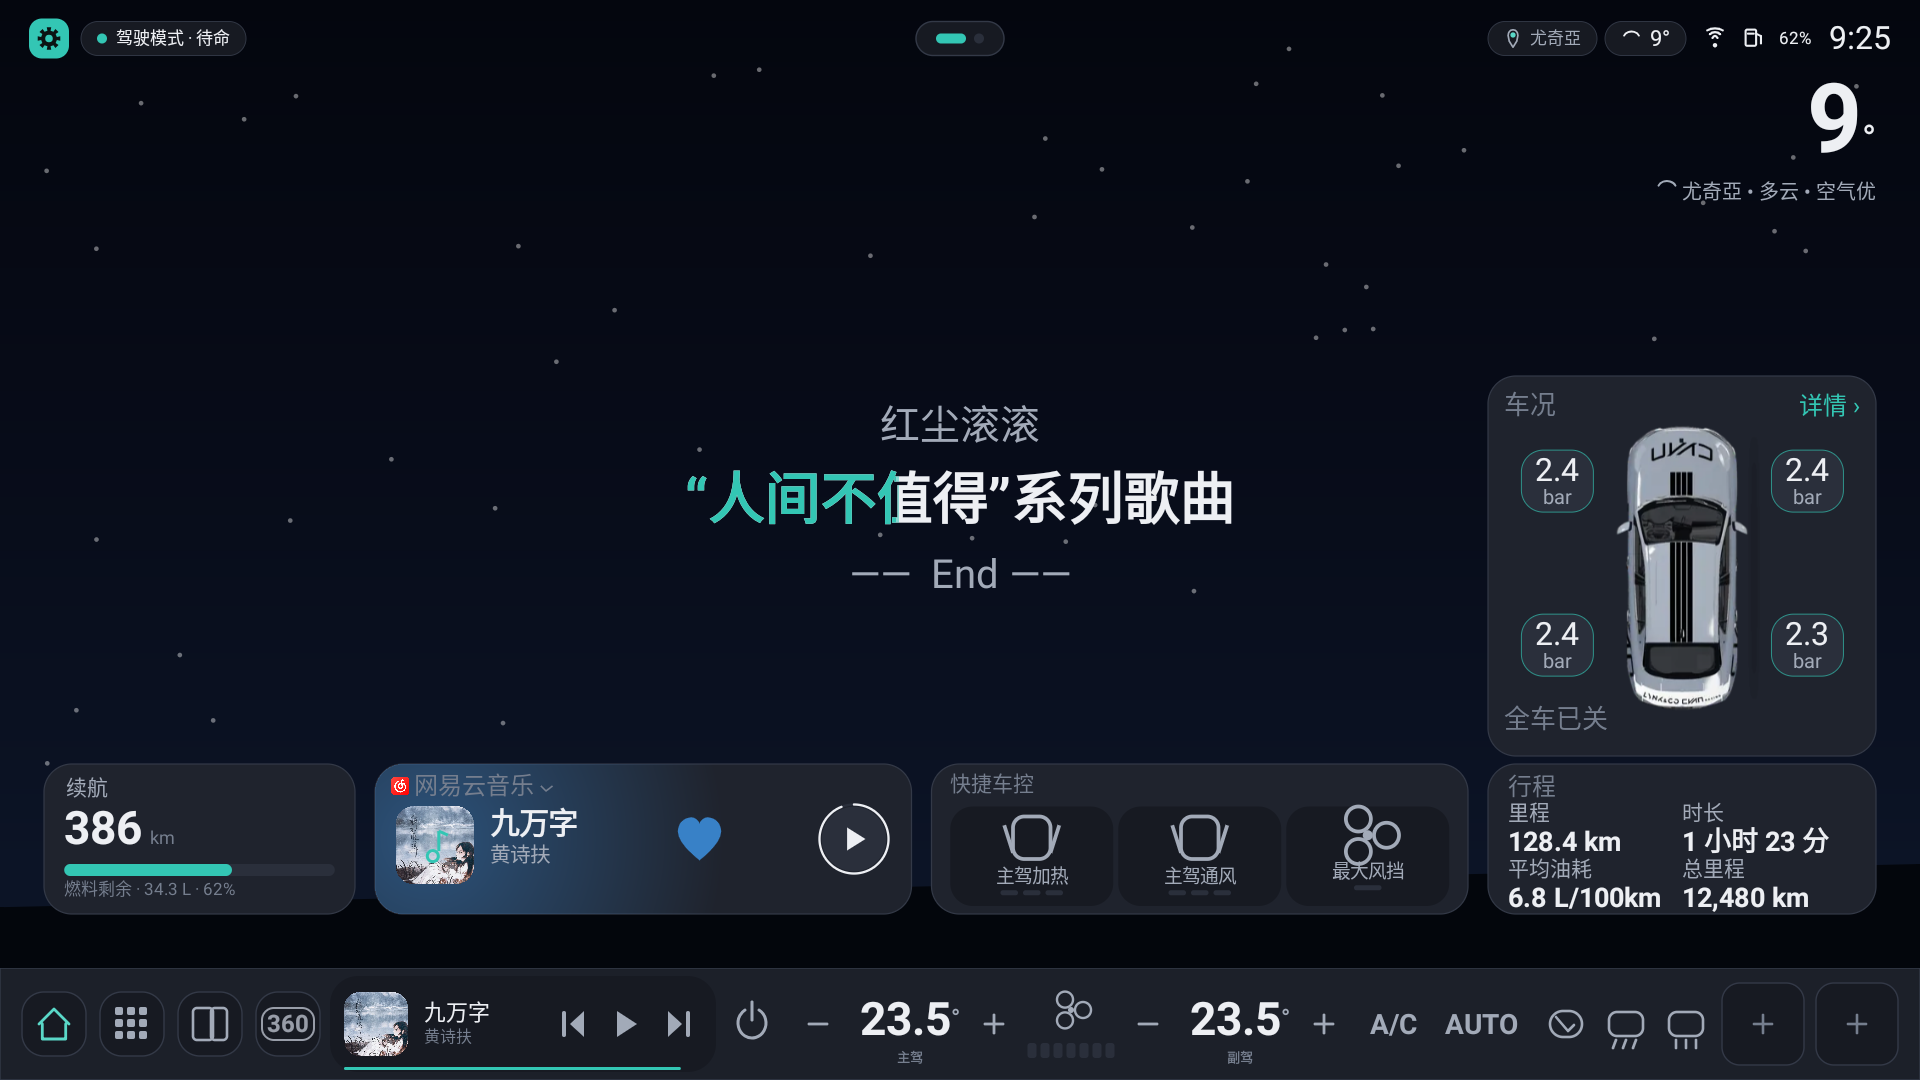 驾驶模式 · 待命
尤奇亞
9°
62%
9:25
9°
尤奇亞 • 多云 • 空气优
红尘滚滚
“人间不值得”系列歌曲
—— End ——
车况
详情 ›
2.4
bar
2.4
bar
2.4
bar
2.3
bar
全车已关
续航
386 km
燃料剩余 · 34.3 L · 62%
网易云音乐
九万字
黄诗扶
快捷车控
主驾加热
主驾通风
最大风挡
行程
里程
128.4 km
时长
1 小时 23 分
平均油耗
6.8 L/100km
总里程
12,480 km
360
九万字
黄诗扶
23.5°
主驾
23.5°
副驾
A/C
AUTO